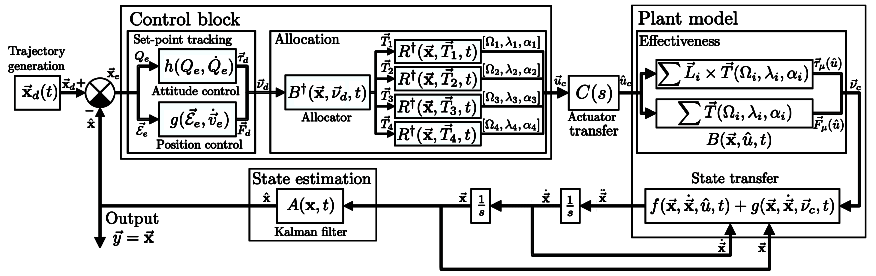 Control block
Plant model
Trajectory
generation
$\vec{\mathbf{x}}_d(t)$
$\vec{\mathbf{x}}_d$ +
−
$\hat{\mathbf{x}}$
$\vec{\mathbf{x}}_e$
Set-point tracking
$Q_e$
$h(Q_e, \dot{Q}_e)$
$\vec{\tau}_d$
Attitude control
$\vec{\mathcal{E}}_e$
$g(\vec{\mathcal{E}}_e, \dot{\vec{v}}_e)$
$\vec{F}_d$
Position control
$\vec{\nu}_d$
Allocation
$B^\dagger(\vec{\mathbf{x}}, \vec{\nu}_d, t)$
Allocator
$\vec{T}_1$ $R^\dagger(\vec{\mathbf{x}}, \vec{T}_1, t)$ $[\Omega_1, \lambda_1, \alpha_1]$
$\vec{T}_2$ $R^\dagger(\vec{\mathbf{x}}, \vec{T}_2, t)$ $[\Omega_2, \lambda_2, \alpha_2]$
$\vec{T}_3$ $R^\dagger(\vec{\mathbf{x}}, \vec{T}_3, t)$ $[\Omega_3, \lambda_3, \alpha_3]$
$\vec{T}_4$ $R^\dagger(\vec{\mathbf{x}}, \vec{T}_4, t)$ $[\Omega_4, \lambda_4, \alpha_4]$
$\vec{u}_c$
$C(s)$
Actuator
transfer
$\hat{u}_c$
Effectiveness
$\sum \vec{L}_i \times \vec{T}(\Omega_i, \lambda_i, \alpha_i)$
$\vec{\tau}_\mu(\hat{u})$
$\sum \vec{T}(\Omega_i, \lambda_i, \alpha_i)$
$\vec{F}_\mu(\hat{u})$
$B(\vec{\mathbf{x}}, \hat{\mathbf{u}}, t)$
$\vec{\nu}_c$
State transfer
$f(\vec{\mathbf{x}}, \dot{\vec{\mathbf{x}}}, \hat{u}, t) + g(\vec{\mathbf{x}}, \dot{\vec{\mathbf{x}}}, \vec{\nu}_c, t)$
$\dot{\vec{\mathbf{x}}}$ $\vec{\mathbf{x}}$
$\ddot{\vec{\mathbf{x}}}$
$\frac{1}{s}$
$\dot{\vec{\mathbf{x}}}$
$\frac{1}{s}$
$\vec{\mathbf{x}}$
State estimation
$A(\mathbf{x}, t)$
Kalman filter
$\hat{\mathbf{x}}$
Output
$\vec{y} = \vec{\mathbf{x}}$